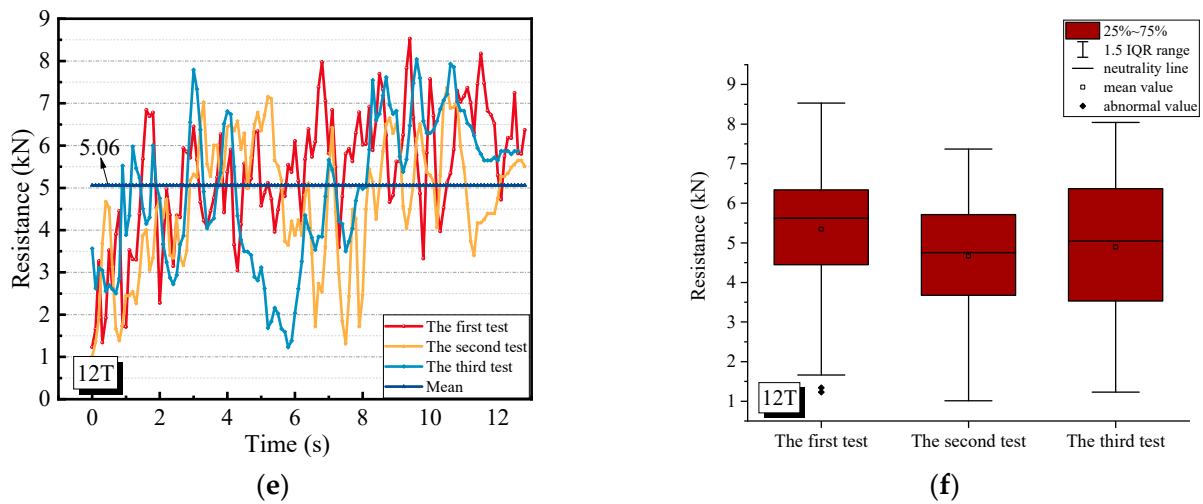 9
8
7
6
5
4
3
2
1
0
Resistance (kN)
5.06
The first test
The second test
The third test
Mean
12T
0 2 4 6 8 10 12
Time (s)
(e)
25%~75%
1.5 IQR range
neutrality line
mean value
abnormal value
9
8
7
6
5
4
3
2
1
Resistance (kN)
12T
The first test The second test The third test
(f)